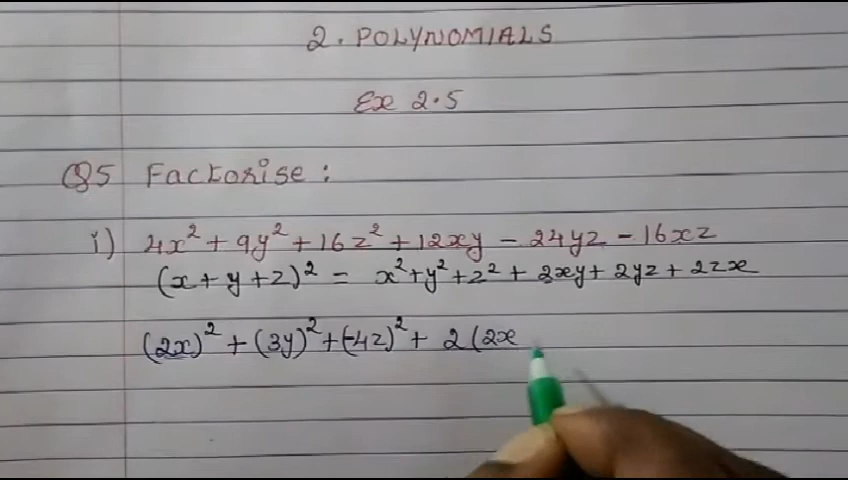 2. POLYNOMIALS
Ex 2.5
Q5 Factorise :
i) 4x² + 9y² + 16z² + 12xy - 24yz - 16xz
(x + y + z)² = x² + y² + z² + 2xy + 2yz + 2zx
(2x)² + (3y)² + (-4z)² + 2(2x